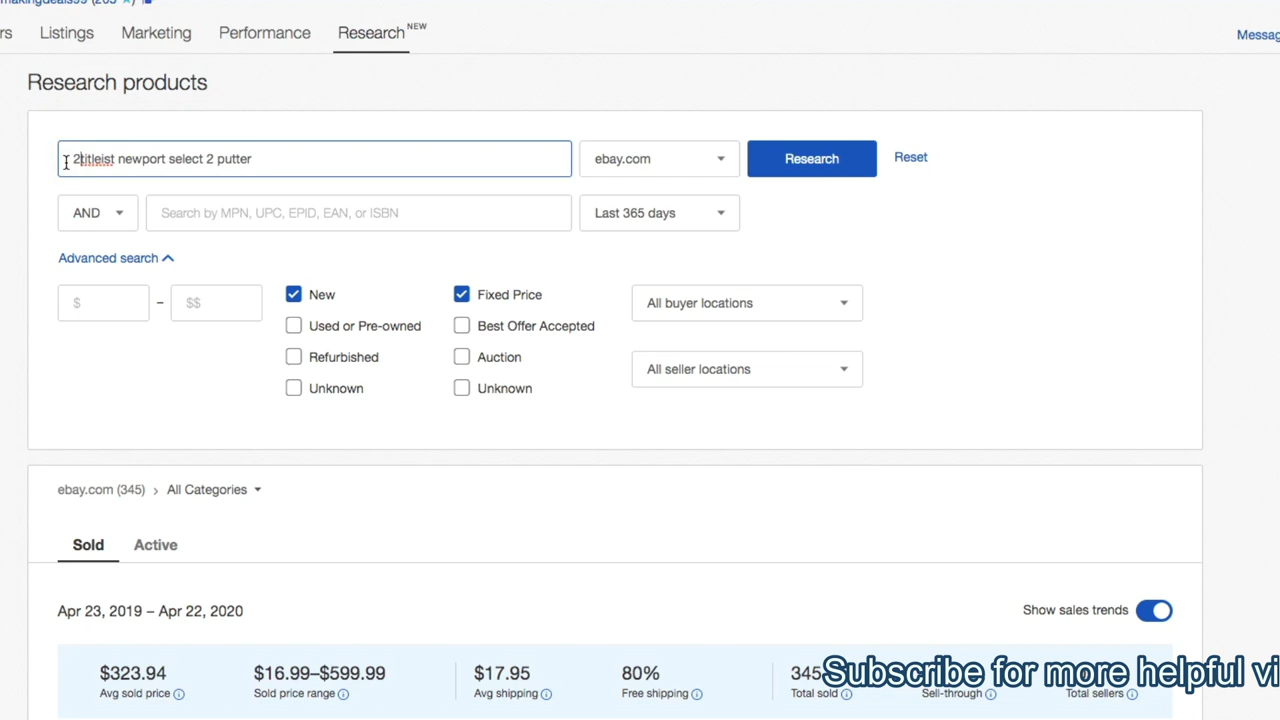 makingdeals99 (265
rs Listings Marketing Performance Research NEW
Messag
Research products
2titleist newport select 2 putter ebay.com Research Reset
AND Search by MPN, UPC, EPID, EAN, or ISBN Last 365 days
Advanced search
$ – $$ New Fixed Price All buyer locations
Used or Pre-owned Best Offer Accepted
Refurbished Auction All seller locations
Unknown Unknown
ebay.com (345) > All Categories
Sold Active
Apr 23, 2019 – Apr 22, 2020 Show sales trends
$323.94 $16.99–$599.99 $17.95 80% 345
Subscribe for more helpful vi
Avg sold price Sold price range Avg shipping Free shipping Total sold Sell-through Total sellers